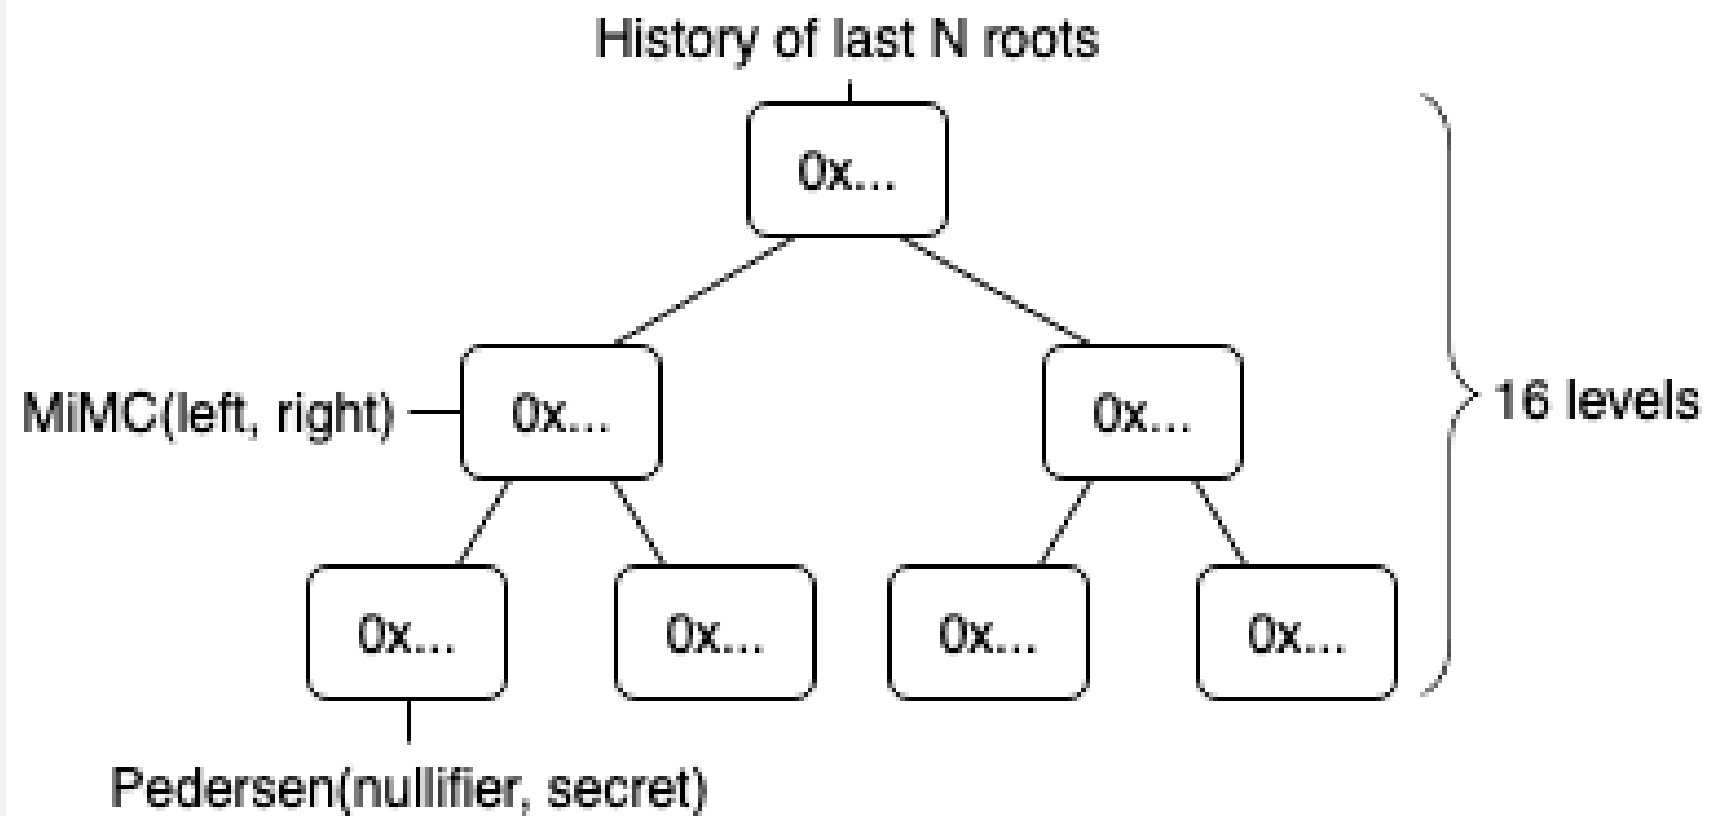 History of last N roots
0x...
MiMC(left, right)
0x...
0x...
16 levels
0x...
0x...
0x...
0x...
Pedersen(nullifier, secret)